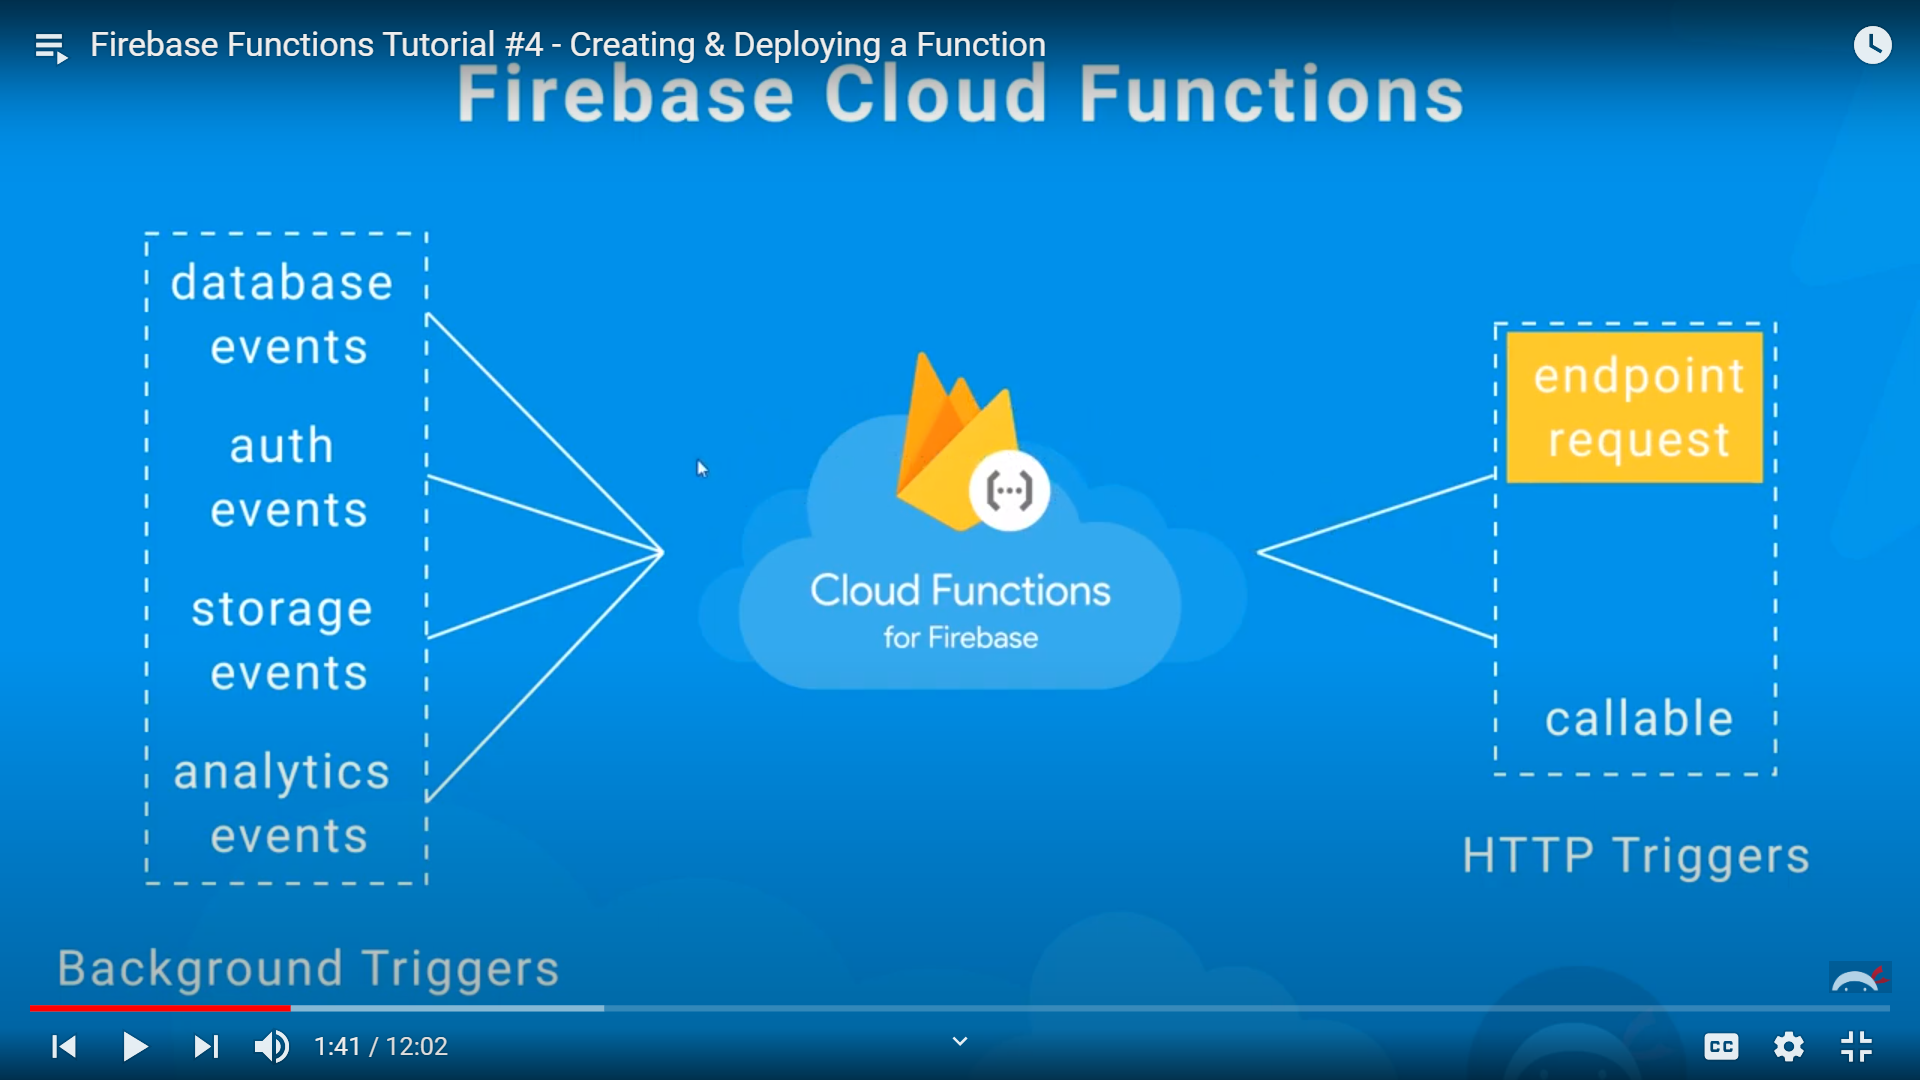 Firebase Functions Tutorial #4 - Creating & Deploying a Function
Firebase Cloud Functions
database
events
auth
events
storage
events
analytics
events
Background Triggers
Cloud Functions
for Firebase
endpoint
request
callable
HTTP Triggers
1:41 / 12:02
CC